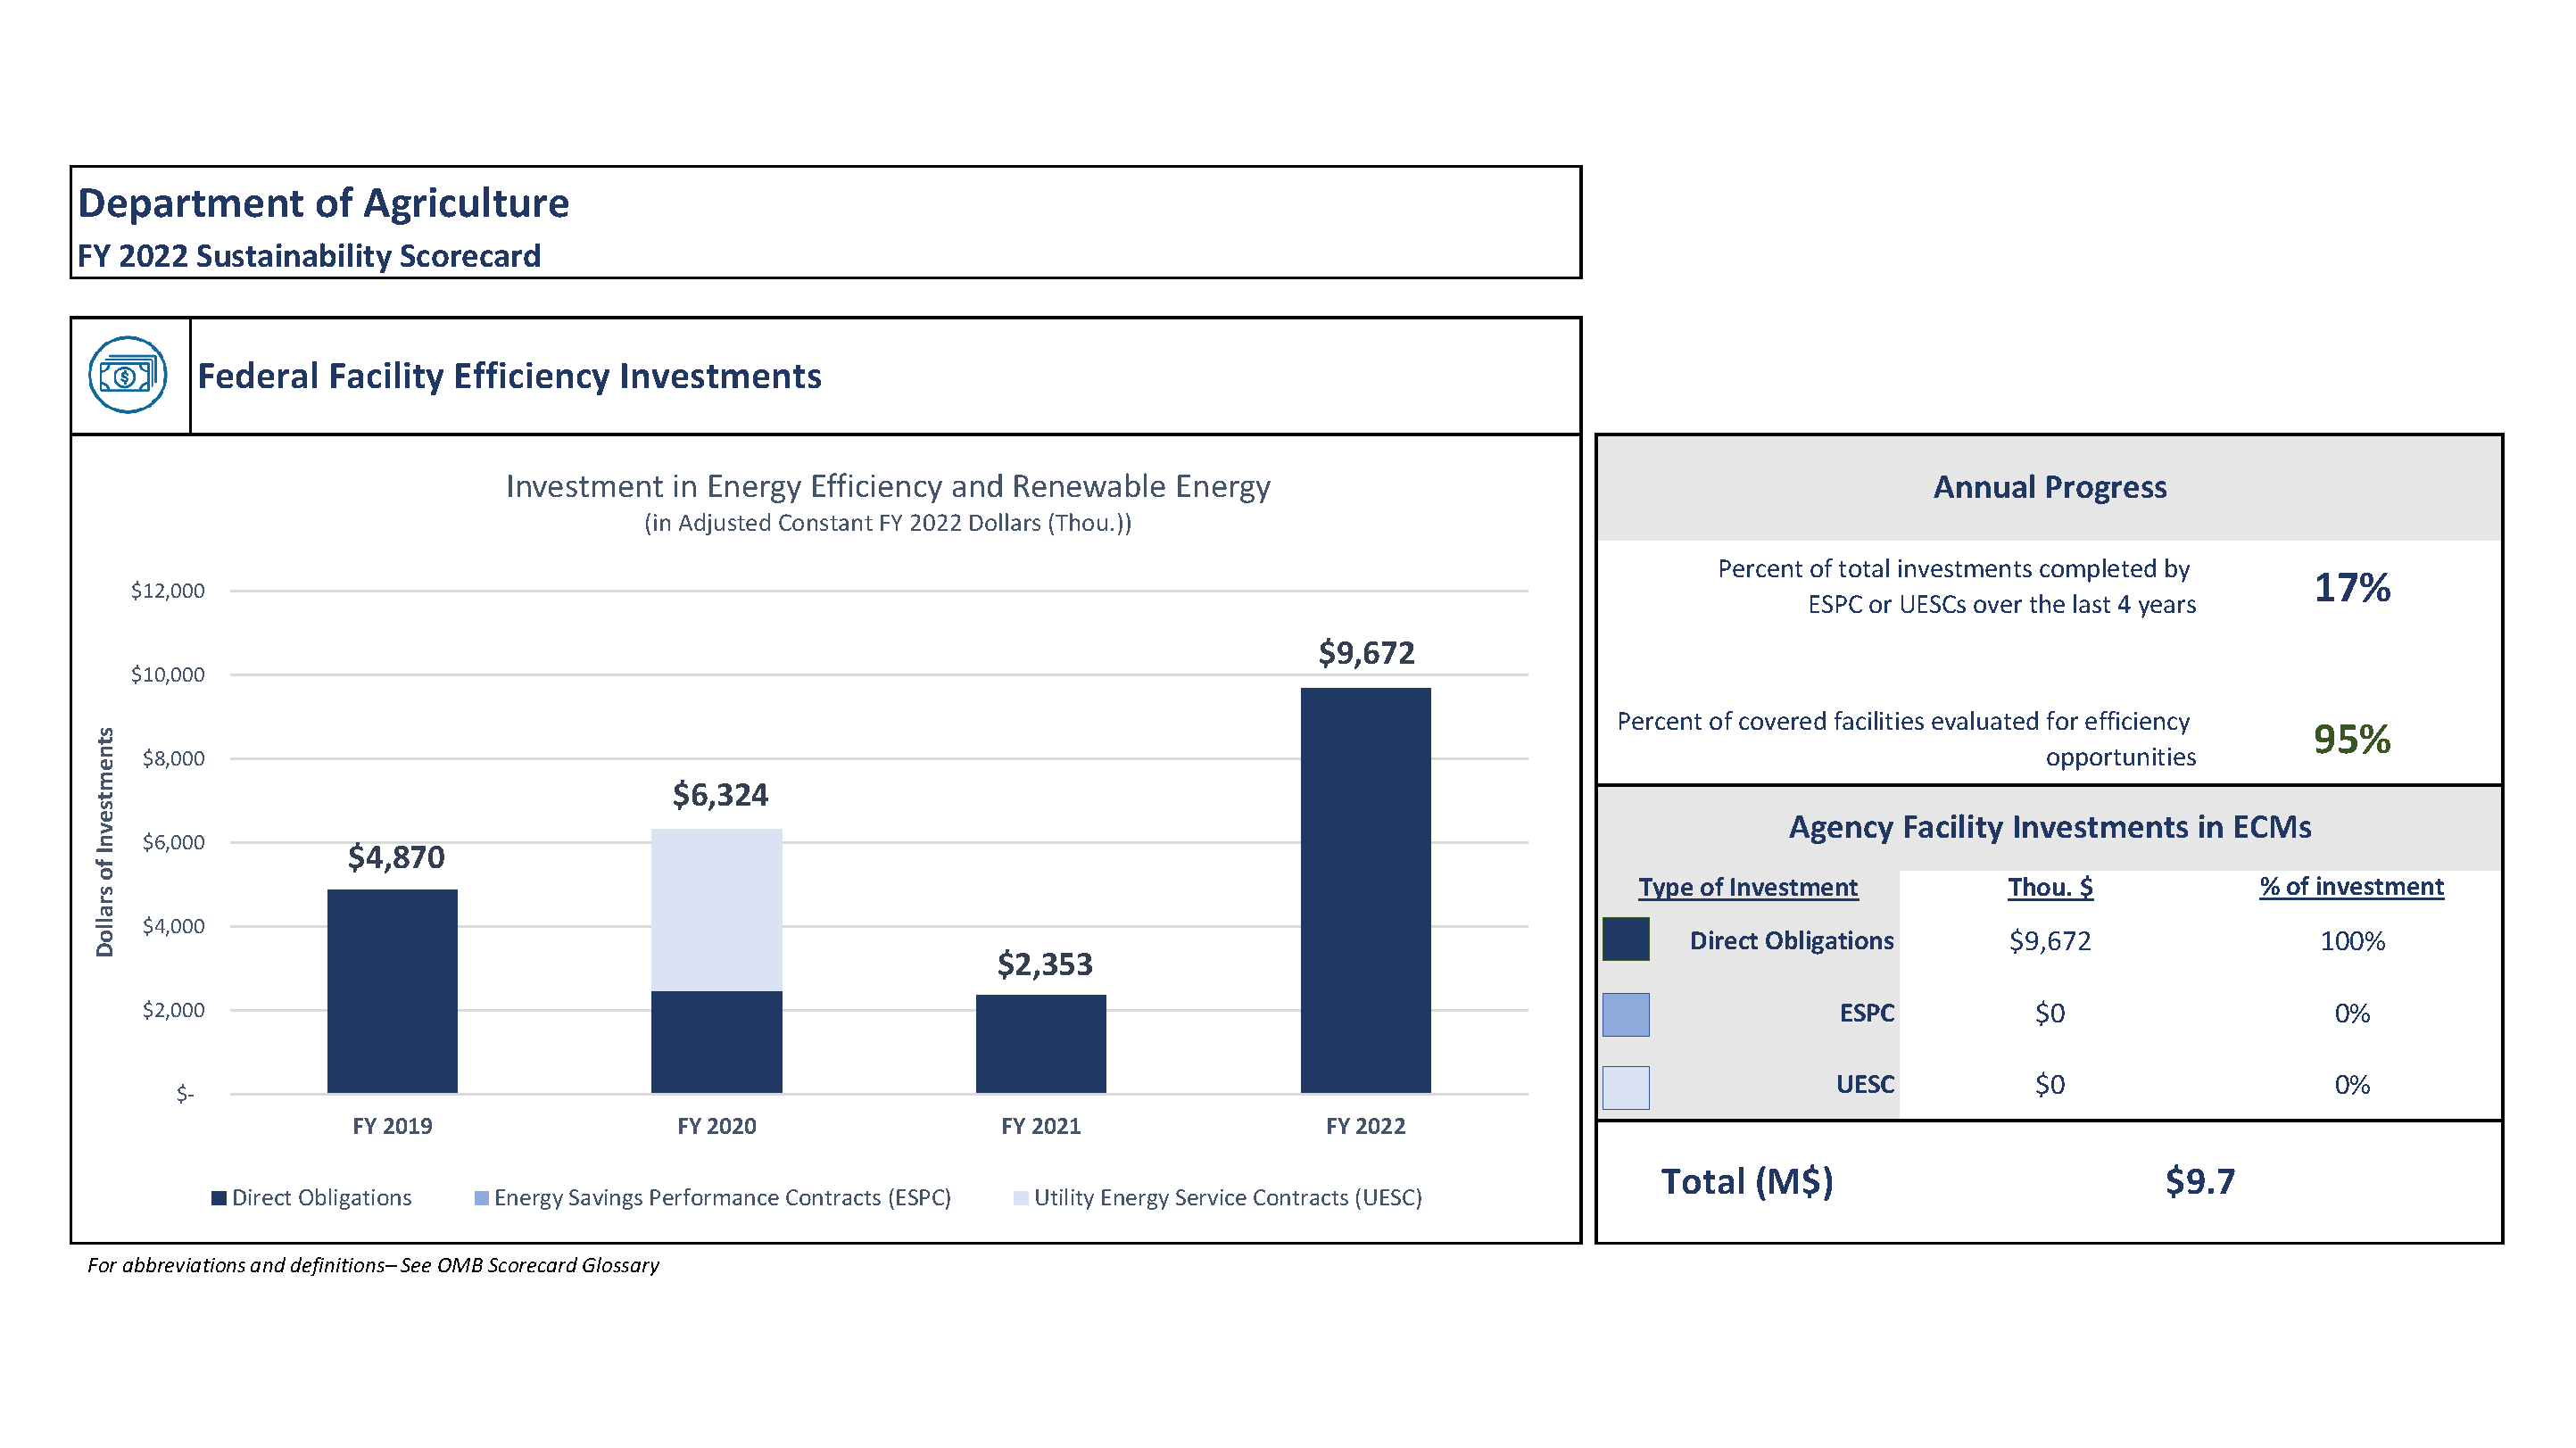 Department of Agriculture
FY 2022 Sustainability Scorecard
Federal Facility Efficiency Investments
Investment in Energy Efficiency and Renewable Energy
(in Adjusted Constant FY 2022 Dollars (Thou.))
Dollars of Investments
$12,000
$10,000
$8,000
$6,000
$4,000
$2,000
$-
$4,870
$6,324
$2,353
$9,672
FY 2019
FY 2020
FY 2021
FY 2022
Direct Obligations
Energy Savings Performance Contracts (ESPC)
Utility Energy Service Contracts (UESC)
Annual Progress
Percent of total investments completed by
ESPC or UESCs over the last 4 years
17%
Percent of covered facilities evaluated for efficiency
opportunities
95%
Agency Facility Investments in ECMs
Type of Investment Thou. $ % of investment
Direct Obligations $9,672 100%
ESPC $0 0%
UESC $0 0%
Total (M$) $9.7
For abbreviations and definitions– See OMB Scorecard Glossary